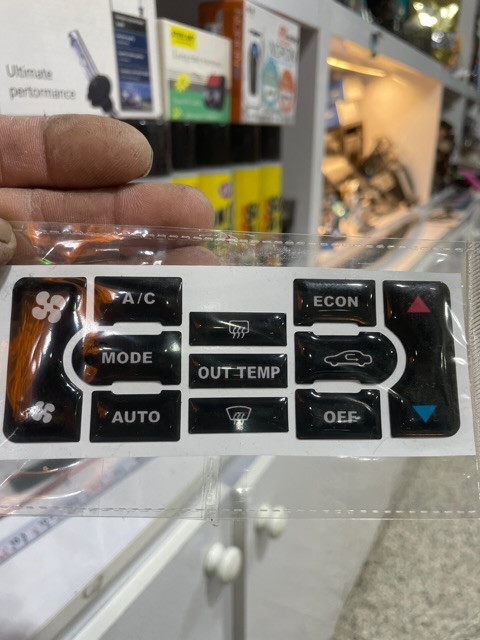 Ultimate
performance
A/C
ECON
MODE
OUT TEMP
AUTO
OFF